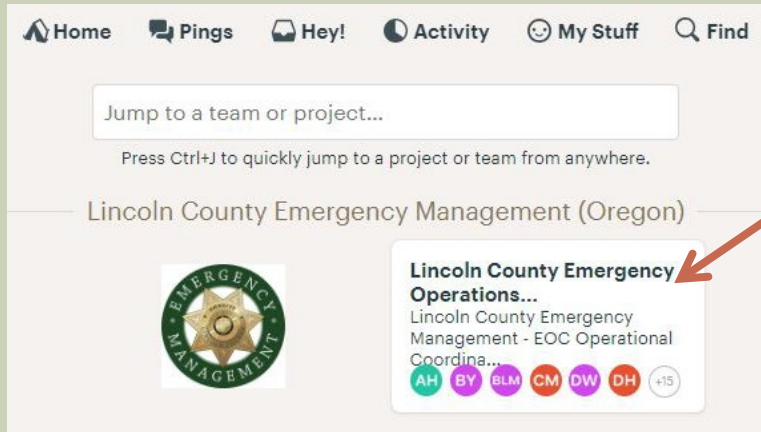 Home Pings Hey! Activity My Stuff Find
Jump to a team or project...
Press Ctrl+J to quickly jump to a project or team from anywhere.
Lincoln County Emergency Management (Oregon)
EMERGENCY
MANAGEMENT
Lincoln County Emergency
Operations...
Lincoln County Emergency
Management - EOC Operational
Coordina...
AH BY BLM CM DW DH +15